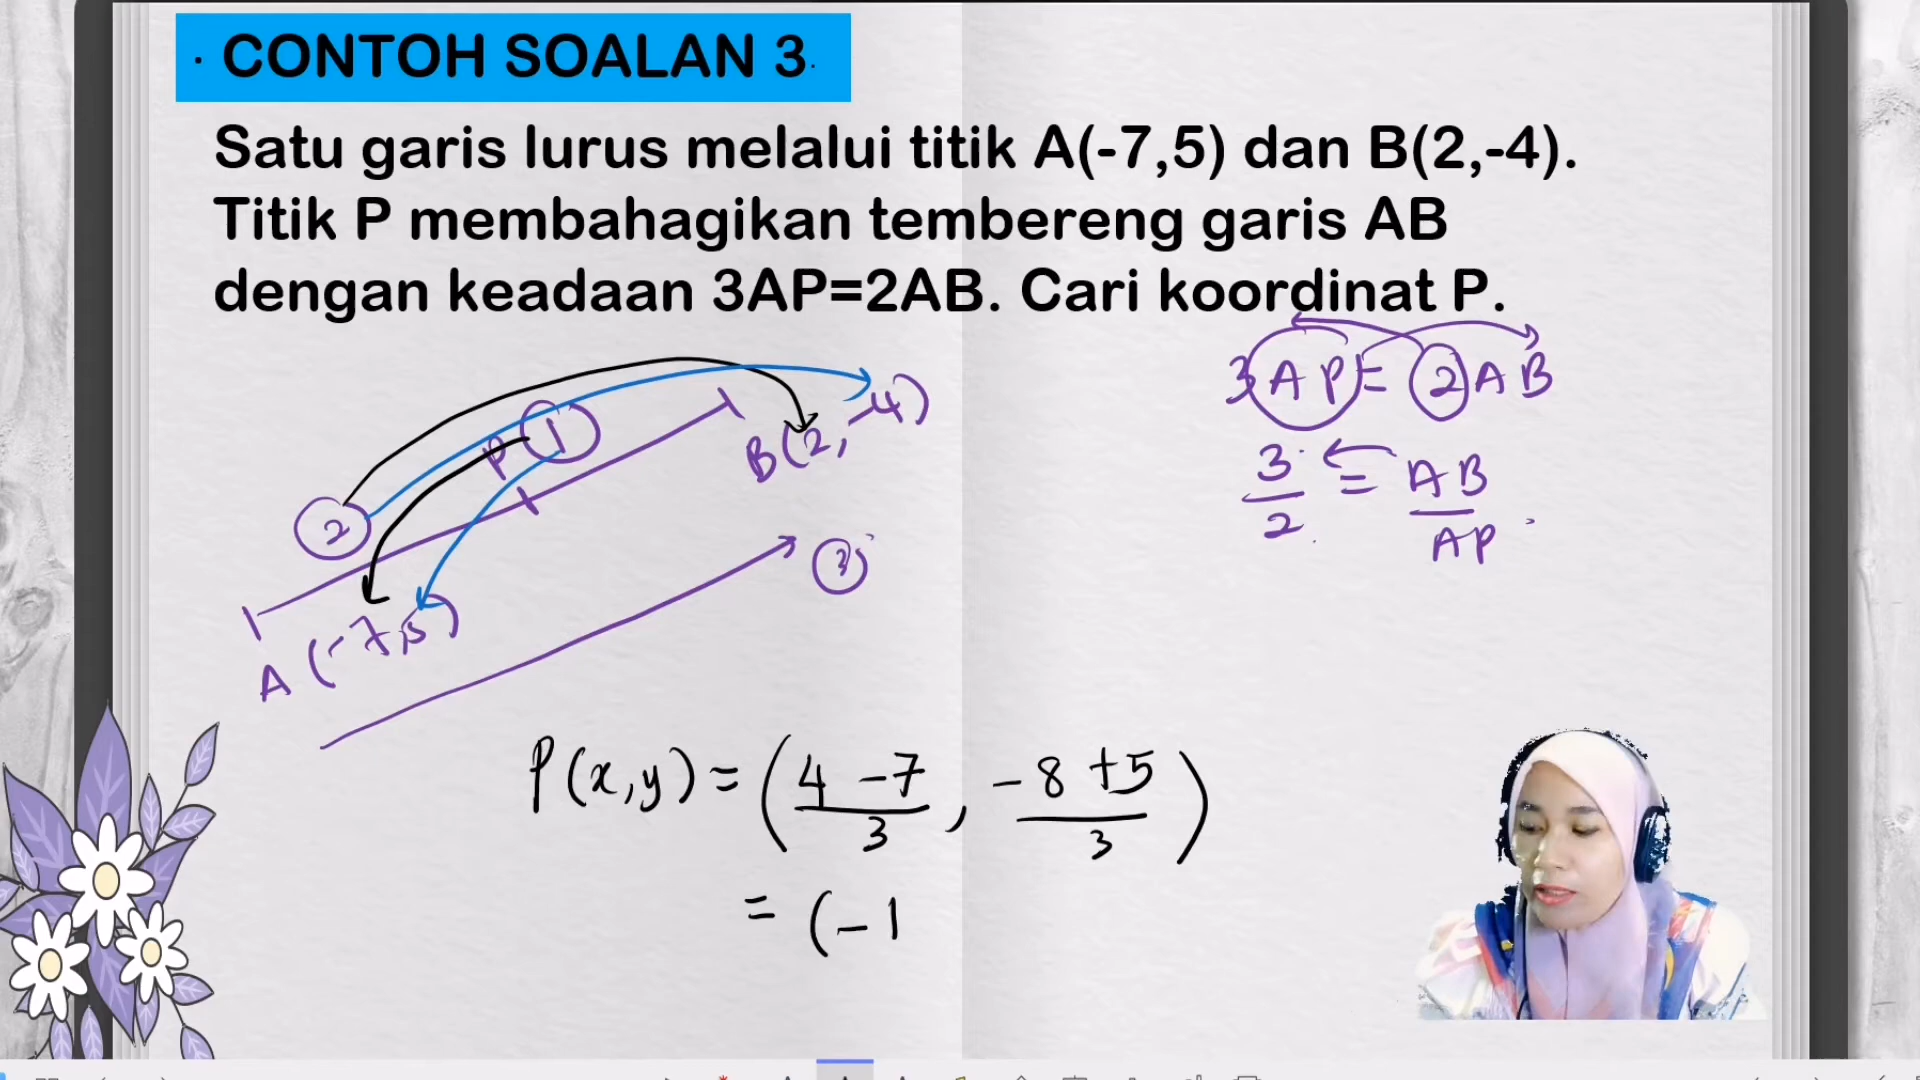 · CONTOH SOALAN 3.
Satu garis lurus melalui titik A(-7,5) dan B(2,-4).
Titik P membahagikan tembereng garis AB
dengan keadaan 3AP=2AB. Cari koordinat P.
3AP = 2AB
3/2 = AB/AP
P 1
B(2, -4)
2
3
A (-7,5)
P(x,y) = (4 -7/3, -8 +5/3)
= (-1